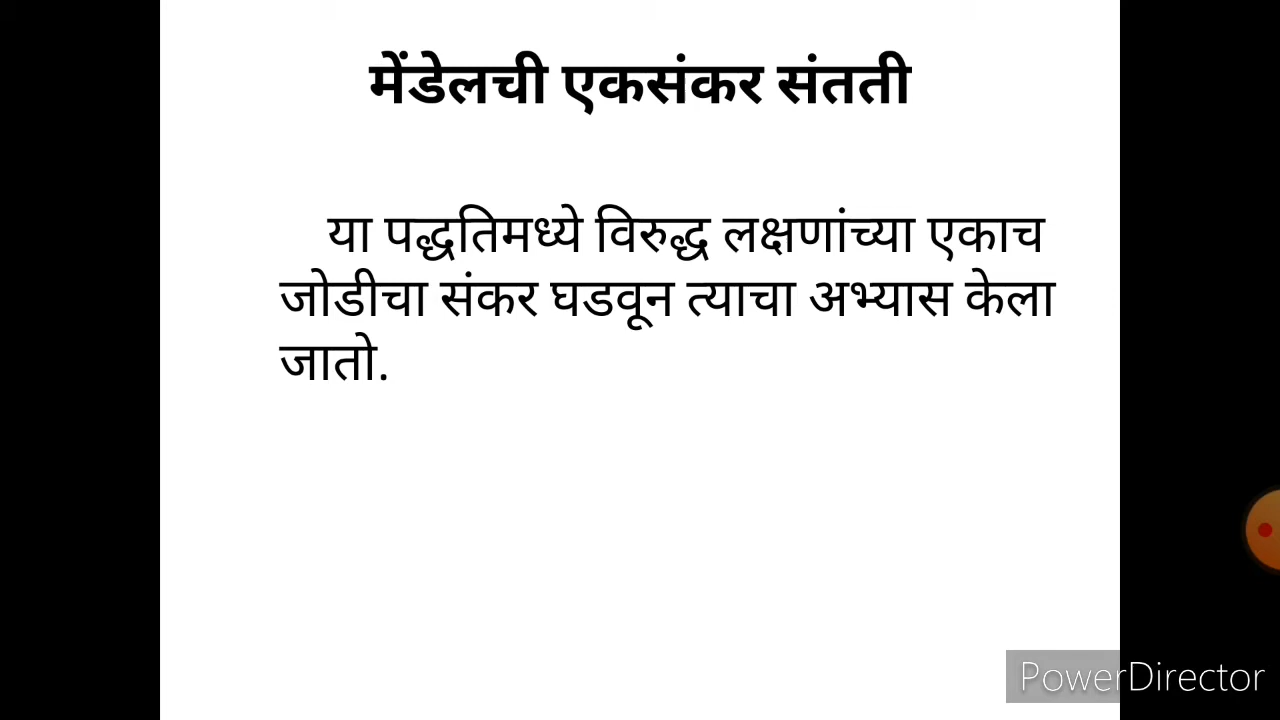 मेंडेलची एकसंकर संतती
या पद्धतिमध्ये विरुद्ध लक्षणांच्या एकाच
जोडीचा संकर घडवून त्याचा अभ्यास केला
जातो.
PowerDirector